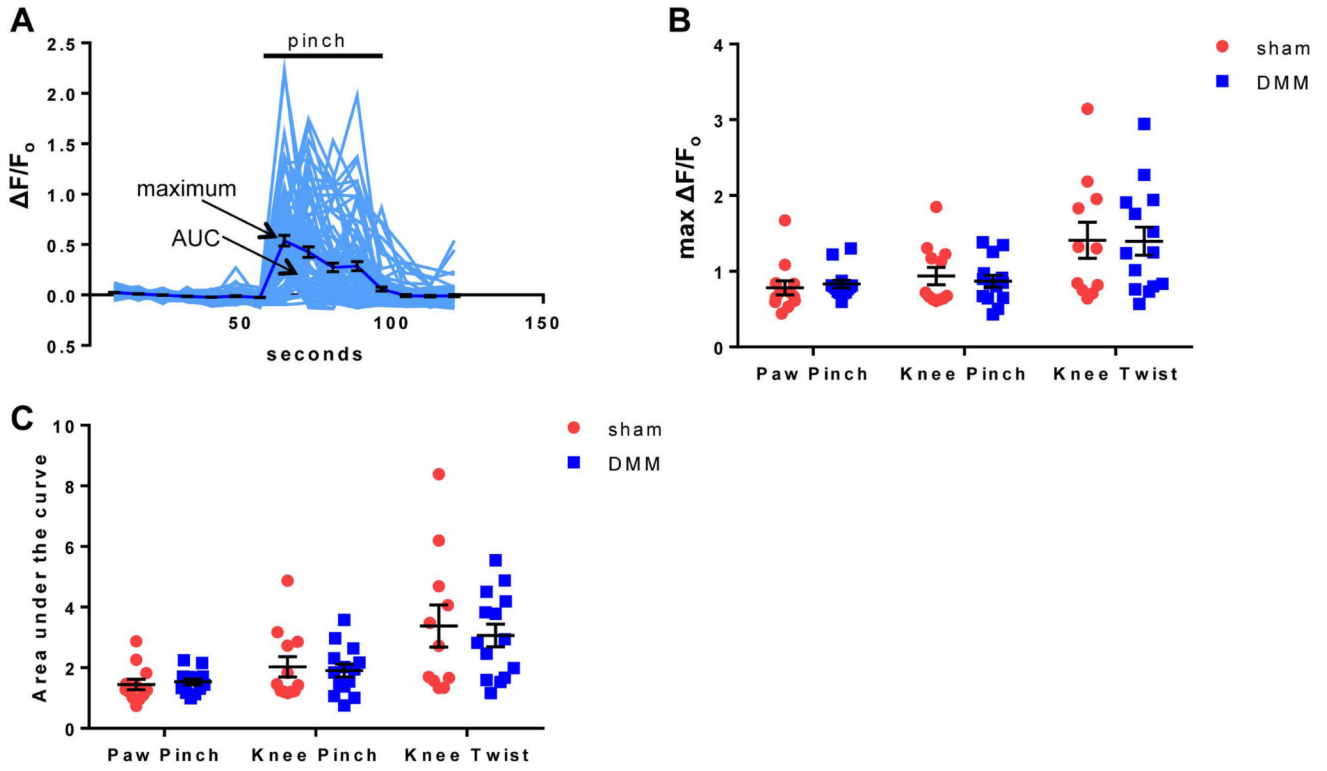 A
pinch
2.5
2.0
1.5
1.0
0.5
0.0
0.5
ΔF/Fo
maximum
AUC
50
100
150
seconds
B
4
3
2
1
0
max ΔF/Fo
sham
DMM
Paw Pinch
Knee Pinch
Knee Twist
C
10
8
6
4
2
0
Area under the curve
sham
DMM
Paw Pinch
Knee Pinch
Knee Twist